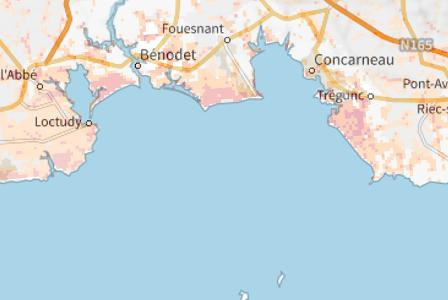 Fouesnant
N165
Bénodet
Concarneau
l'Abbé
Pont-Av
Trégunc
Riec-s
Loctudy